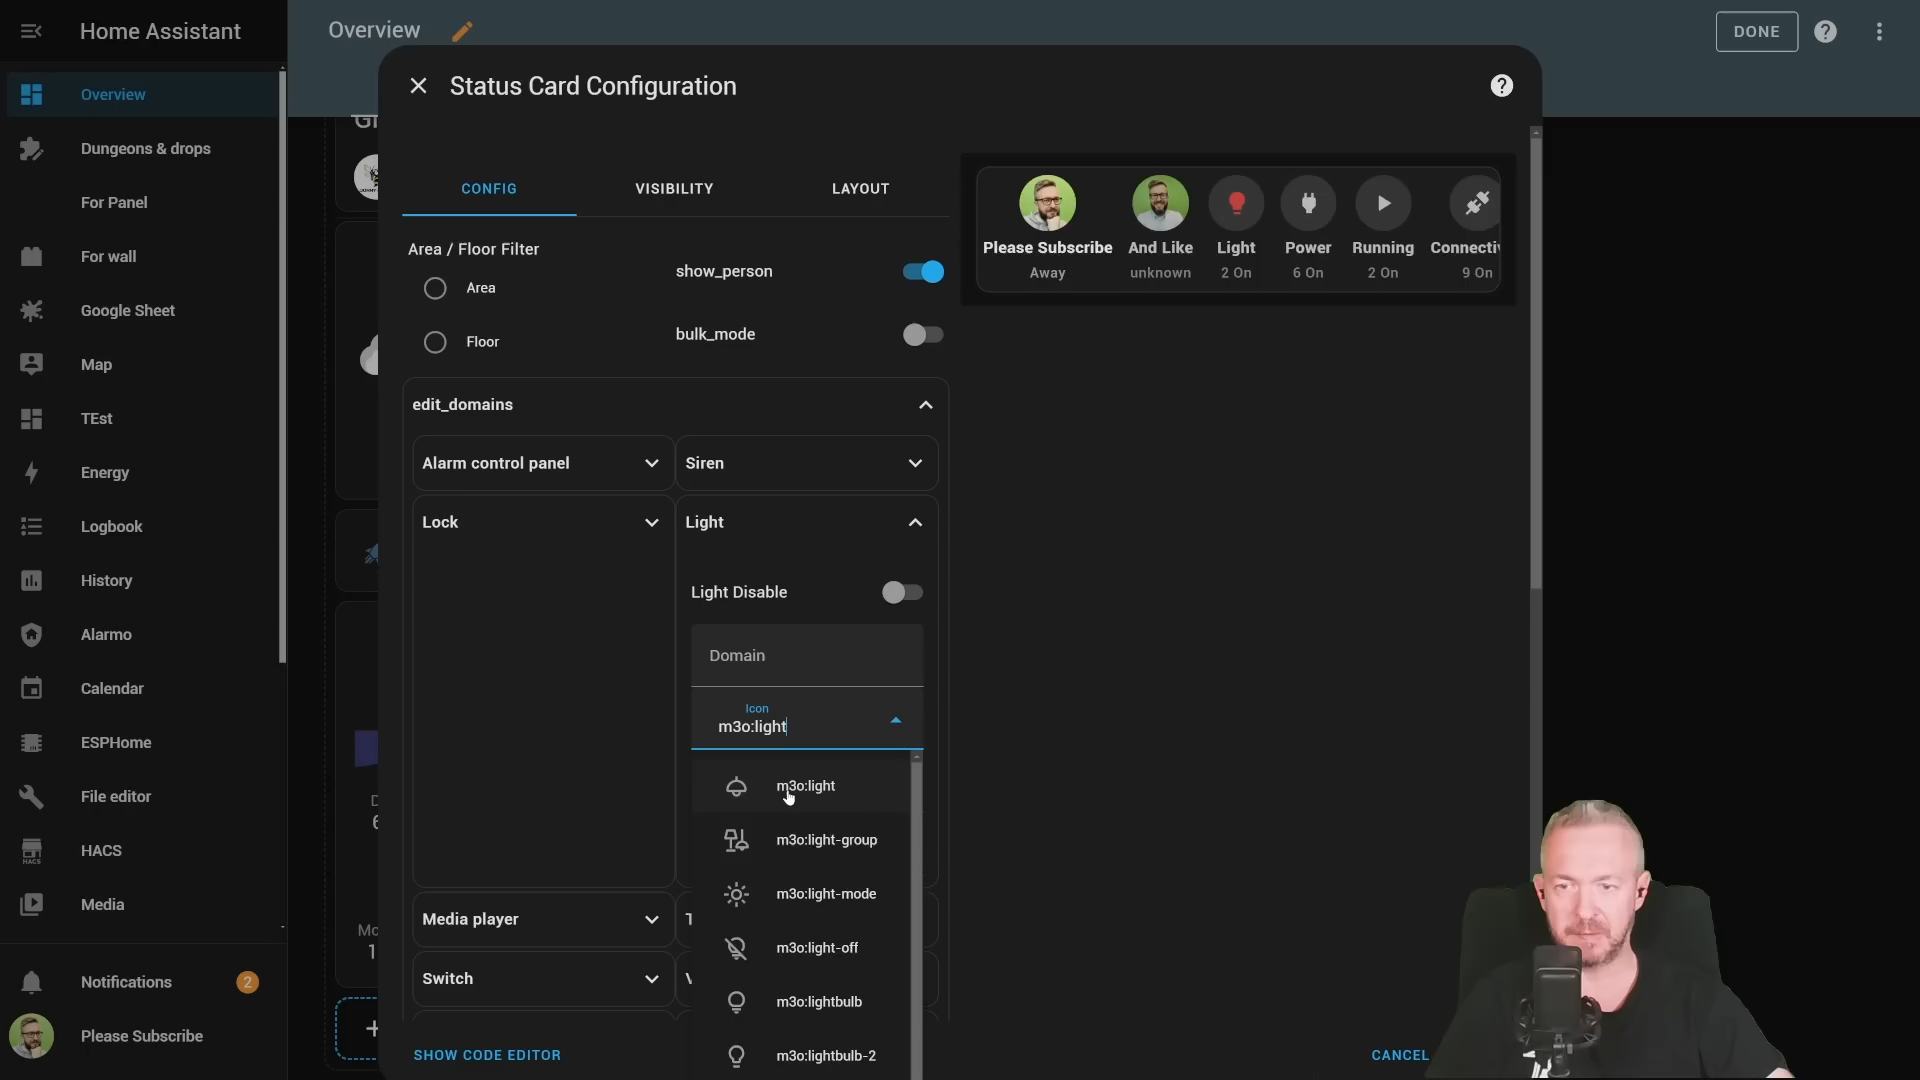 Home Assistant
Overview
DONE
Overview
Dungeons & drops
For Panel
For wall
Google Sheet
Map
TEst
Energy
Logbook
History
Alarmo
Calendar
ESPHome
File editor
HACS
HACS
Media
Notifications
2
Please Subscribe
Status Card Configuration
CONFIG
VISIBILITY
LAYOUT
Area / Floor Filter
Area
Floor
show_person
bulk_mode
edit_domains
Alarm control panel
Siren
Lock
Light
Light Disable
Domain
Icon
m3o:light
m3o:light
m3o:light-group
m3o:light-mode
m3o:light-off
m3o:lightbulb
m3o:lightbulb-2
Media player
Switch
SHOW CODE EDITOR
CANCEL
Please Subscribe
Away
And Like
unknown
Light
2 On
Power
6 On
Running
2 On
Connectiv
9 On